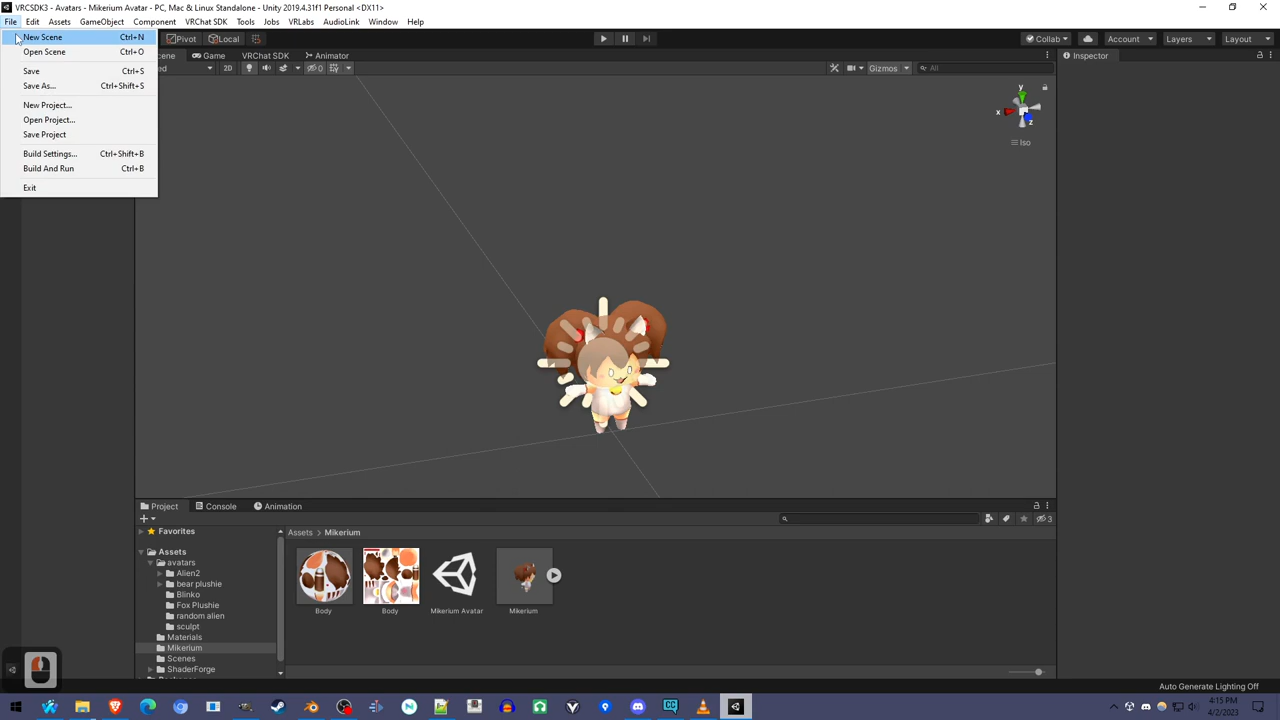 VRCSDK3 - Avatars - Mikerium Avatar - PC, Mac & Linux Standalone - Unity 2019.4.31f1 Personal <DX11>
File Edit Assets GameObject Component VRChat SDK Tools Jobs VRLabs AudioLink Window Help
New Scene Ctrl+N
Open Scene Ctrl+O
Save Ctrl+S
Save As... Ctrl+Shift+S
New Project...
Open Project...
Save Project
Build Settings... Ctrl+Shift+B
Build And Run Ctrl+B
Exit
Pivot Local
Collab Account Layers Layout
Game VRChat SDK Animator
2D 0 Gizmos All
Inspector
y
x
z
Iso
Project Console Animation
3
Favorites
Assets > Mikerium
Assets
avatars
Alien2
bear plushie
Blinko
Fox Plushie
random alien
sculpt
Materials
Mikerium
Scenes
ShaderForge
Body Body Mikerium Avatar Mikerium
Auto Generate Lighting Off
4:15 PM
4/2/2023